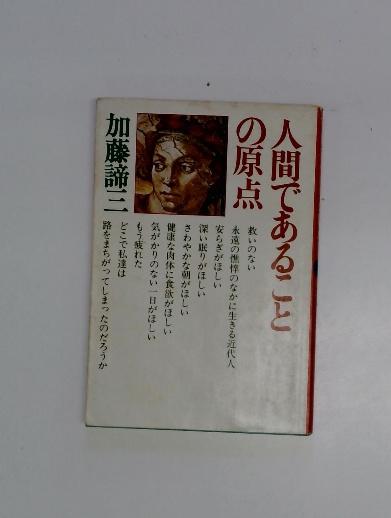 人間であること
の原点
加藤諦三
救いのない
永遠の憔悴のなかに生きる近代人
安らぎがほしい
深い眠りがほしい
さわやかな朝がほしい
健康な肉体に食欲がほしい
気がかりのない一日がほしい
もう疲れた
どこで私達は
路をまちがってしまったのだろうか